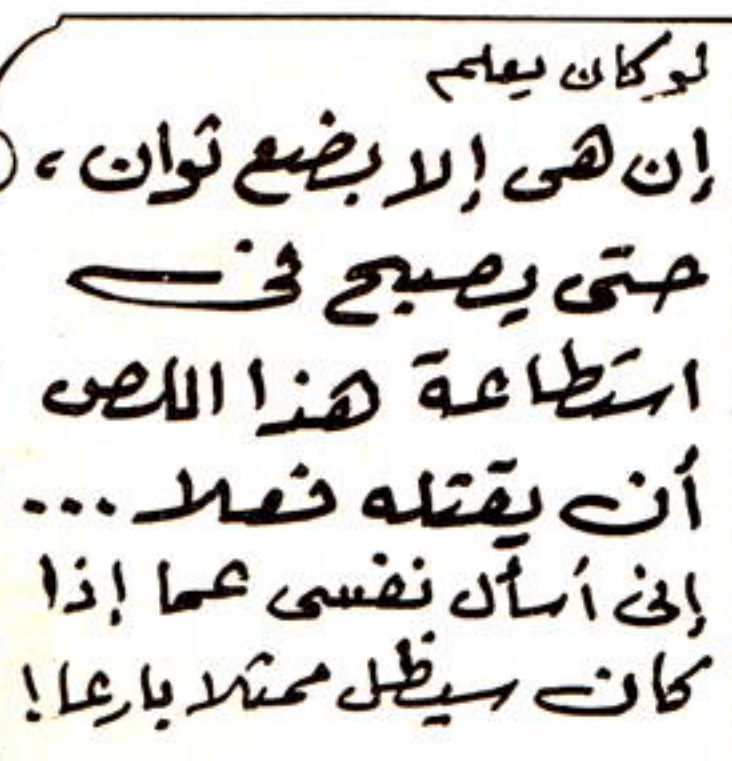 لو كان يعلم
إن هى إلا بضع ثوان ،
حتى يصبح فى
استطاعة هذا اللص
أن يقتله فعلا ...
إنى أسأل نفسى عما إذا
كان سيظل ممثلا بارعا !